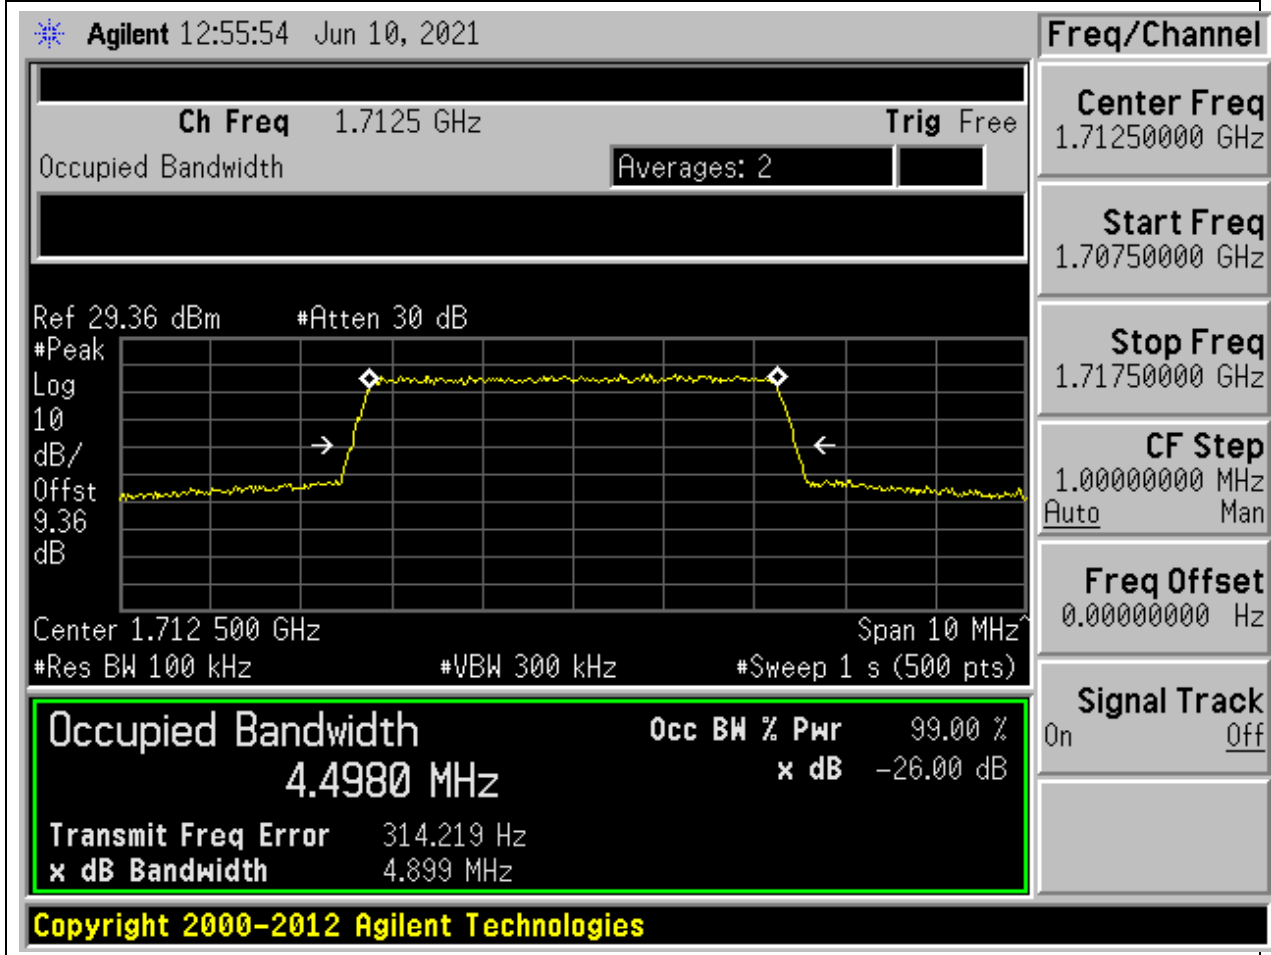 Agilent 12:55:54 Jun 10, 2021
Freq/Channel
Ch Freq 1.7125 GHz Trig Free
Occupied Bandwidth Averages: 2
Center Freq
1.71250000 GHz
Start Freq
1.70750000 GHz
Stop Freq
1.71750000 GHz
CF Step
1.00000000 MHz
Auto Man
Freq Offset
0.00000000 Hz
Signal Track
On Off
Ref 29.36 dBm #Atten 30 dB
#Peak
Log
10
dB/
Offst
9.36
dB
Center 1.712 500 GHz Span 10 MHz^
#Res BW 100 kHz #VBW 300 kHz #Sweep 1 s (500 pts)
Occupied Bandwidth Occ BW % Pwr 99.00 %
4.4980 MHz x dB -26.00 dB
Transmit Freq Error 314.219 Hz
x dB Bandwidth 4.899 MHz
Copyright 2000-2012 Agilent Technologies